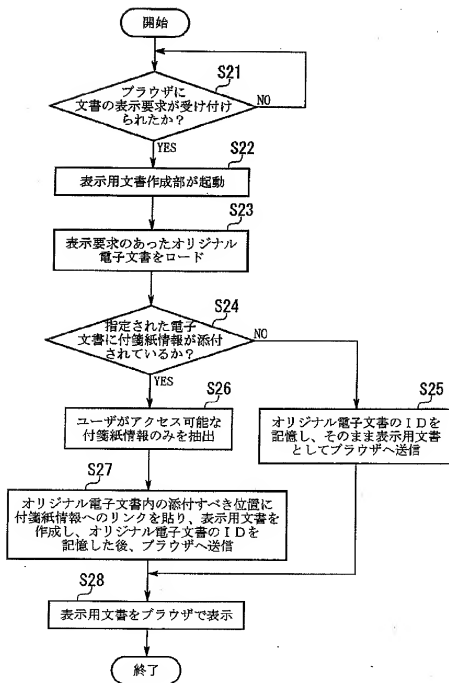 開始
S21
ブラウザに
文書の表示要求が受け付け
られたか？
NO
YES
S22
表示用文書作成部が起動
S23
表示要求のあったオリジナル
電子文書をロード
S24
指定された電子
文書に付箋紙情報が添付
されているか？
NO
YES
S26
ユーザがアクセス可能な
付箋紙情報のみを抽出
S25
オリジナル電子文書のＩＤを
記憶し、そのまま表示用文書
としてブラウザへ送信
S27
オリジナル電子文書内の添付すべき位置に
付箋紙情報へのリンクを貼り、表示用文書を
作成し、オリジナル電子文書のＩＤを
記憶した後、ブラウザへ送信
S28
表示用文書をブラウザで表示
終了